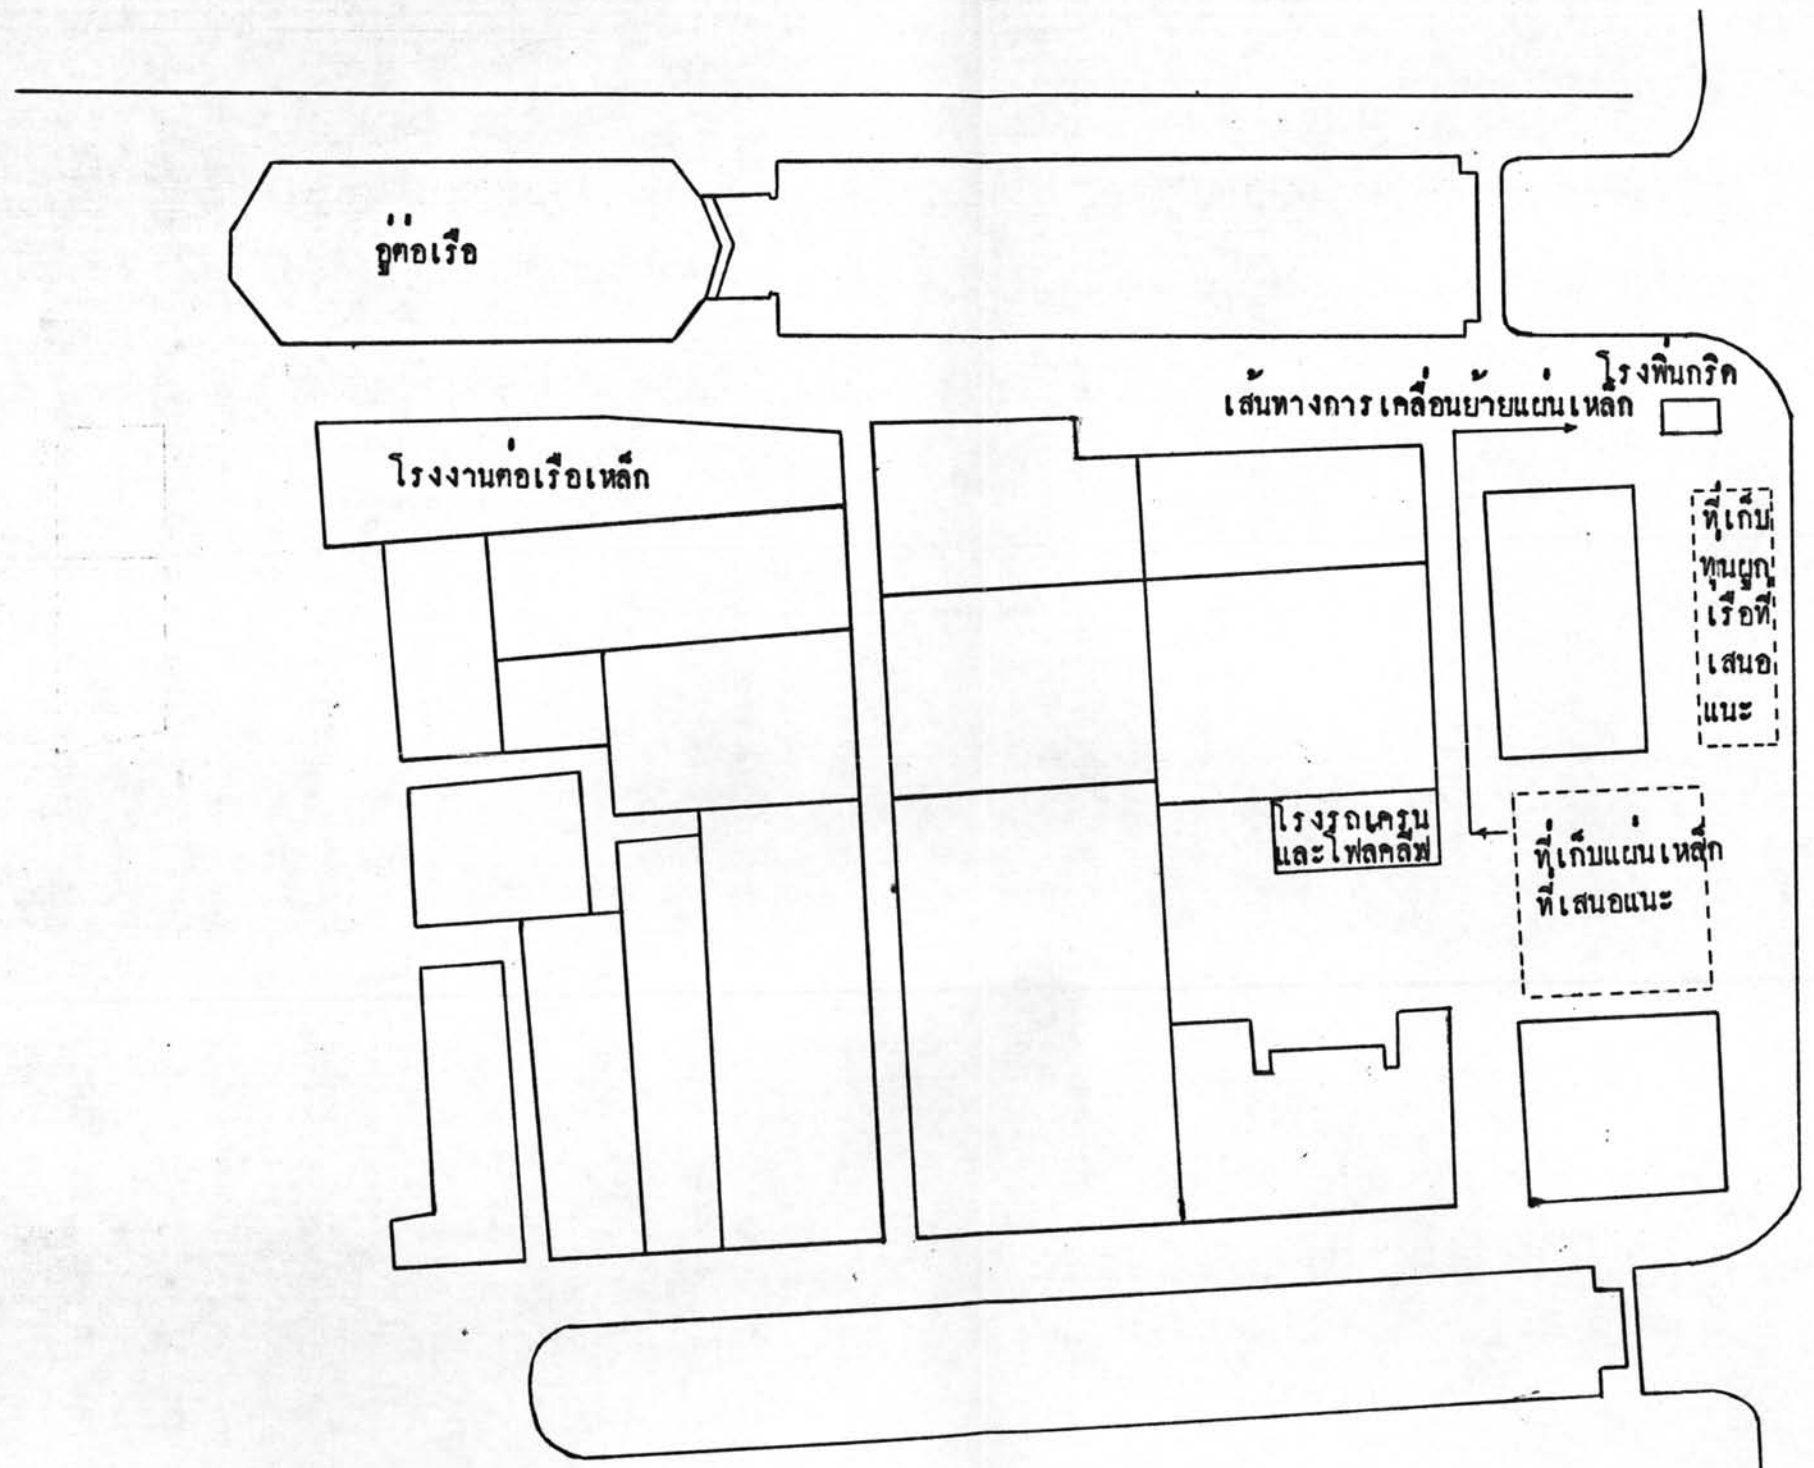 อู่ต่อเรือ
โรงพ่นกริต
เส้นทางการเคลื่อนย้ายแผ่นเหล็ก
โรงงานต่อเรือเหล็ก
ที่เก็บ
ทุ่นผูก
เรือที่
เสนอ
แนะ
โรงรถเครน
และโฟลคลิฟ
ที่เก็บแผ่นเหล็ก
ที่เสนอแนะ